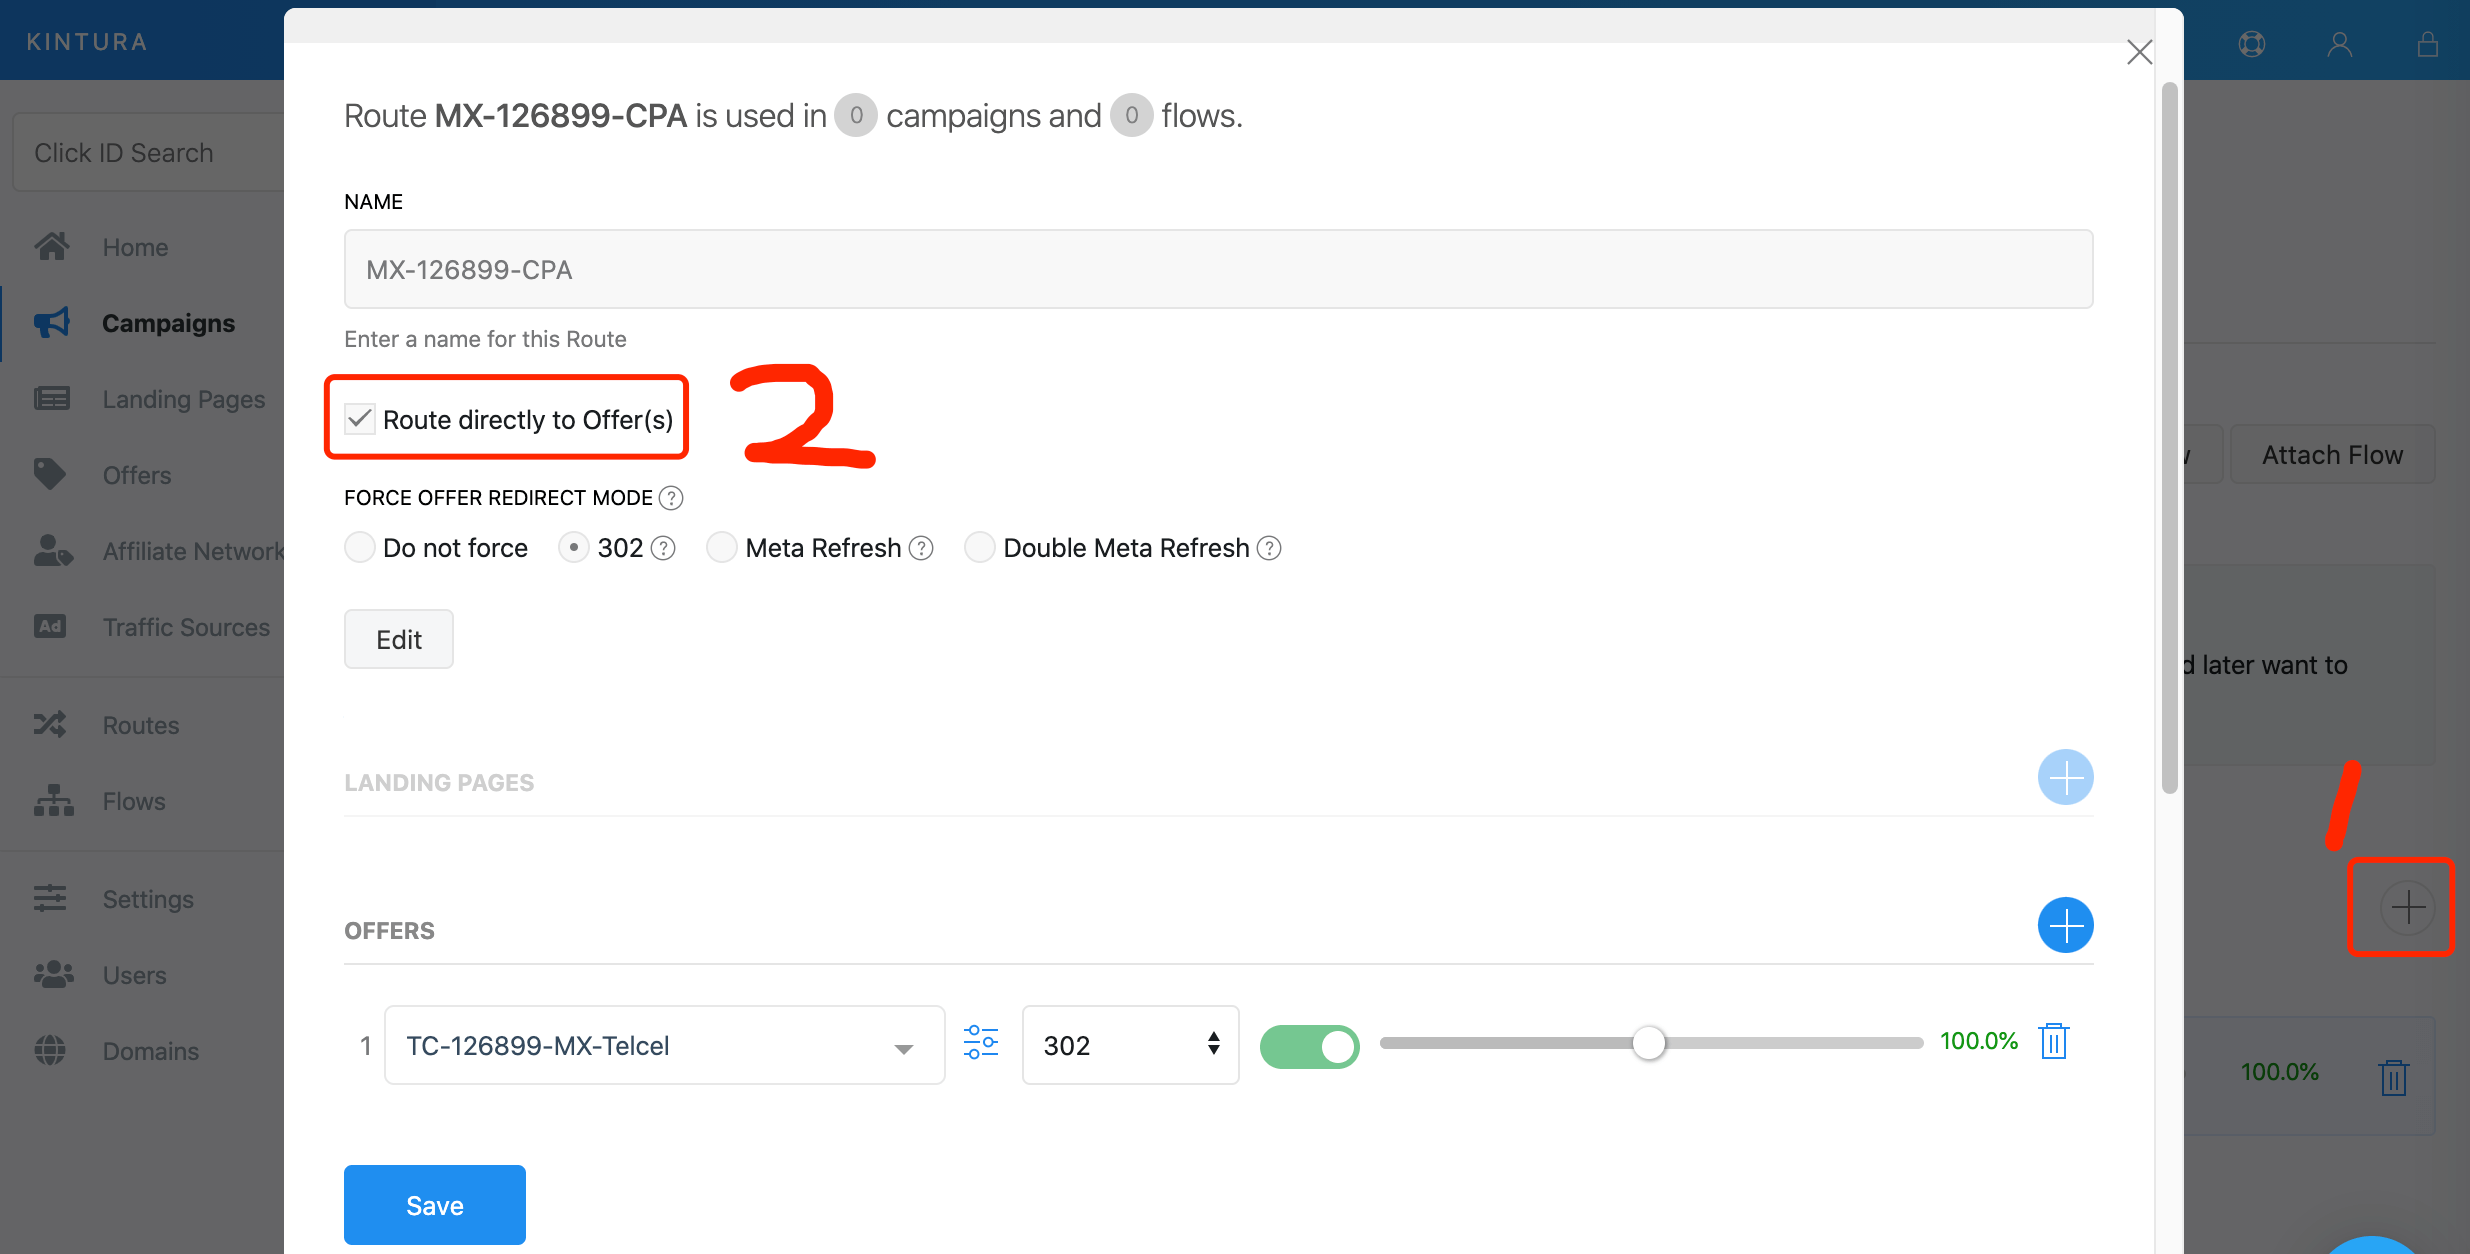 KINTURA
Click ID Search
Home
Campaigns
Landing Pages
Offers
Affiliate Network
Ad
Traffic Sources
Routes
Flows
Settings
Users
Domains
Route MX-126899-CPA is used in 0 campaigns and 0 flows.
NAME
MX-126899-CPA
Enter a name for this Route
Route directly to Offer(s)
2
FORCE OFFER REDIRECT MODE ?
Do not force 302 ? Meta Refresh ? Double Meta Refresh ?
Edit
LANDING PAGES
OFFERS
1 TC-126899-MX-Telcel 302 100.0%
Save
Attach Flow
later want to
1
100.0%